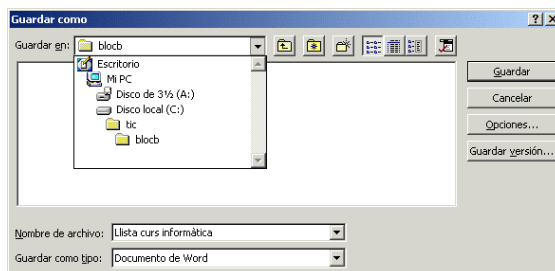 Guardar como
Guardar en: blocb
Escritorio
Mi PC
Disco de 3½ (A:)
Disco local (C:)
tic
blocb
Guardar
Cancelar
Opciones...
Guardar versión...
Nombre de archivo: Llista curs informàtica
Guardar como tipo: Documento de Word